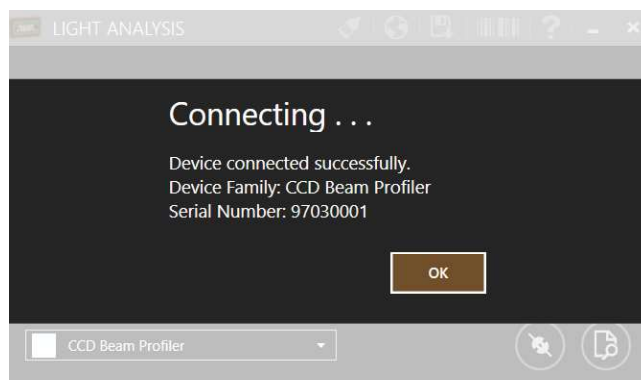 LIGHT ANALYSIS
?
Connecting . . .
Device connected successfully.
Device Family: CCD Beam Profiler
Serial Number: 97030001
OK
CCD Beam Profiler